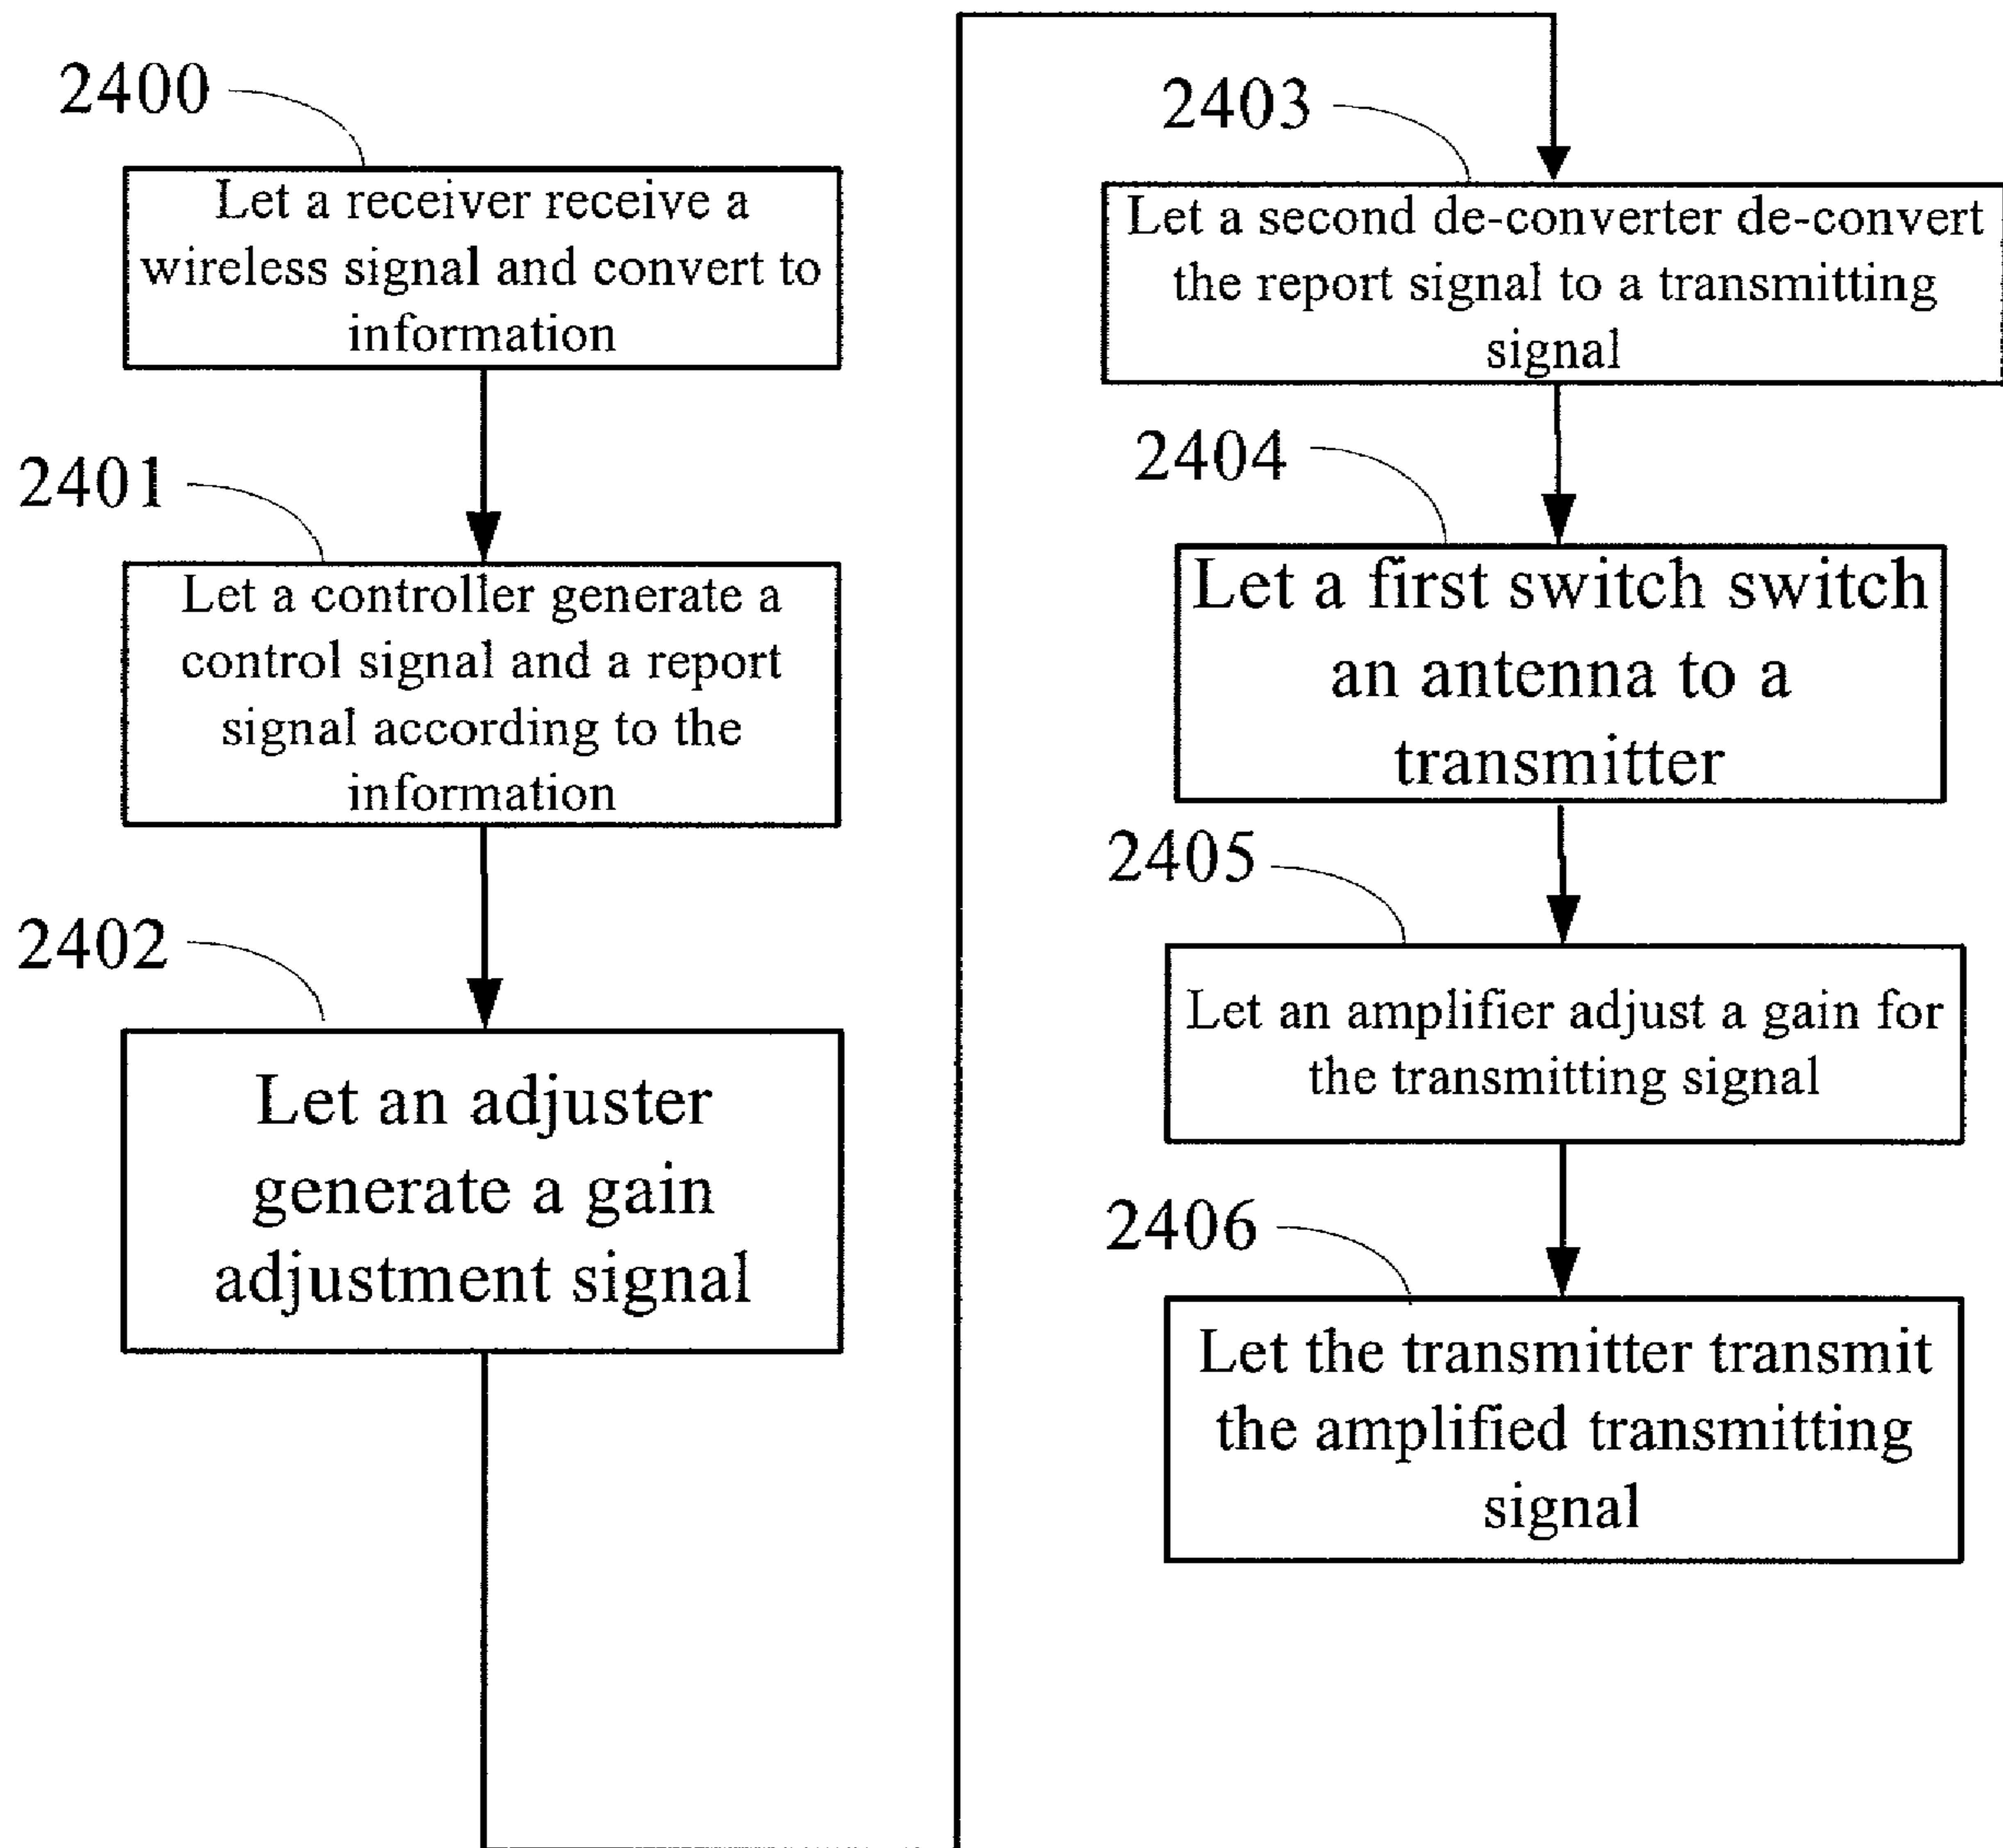 2400
Let a receiver receive a
wireless signal and convert to
information
2401
Let a controller generate a
control signal and a report
signal according to the
information
2402
Let an adjuster
generate a gain
adjustment signal
2403
Let a second de-converter de-convert
the report signal to a transmitting
signal
2404
Let a first switch switch
an antenna to a
transmitter
2405
Let an amplifier adjust a gain for
the transmitting signal
2406
Let the transmitter transmit
the amplified transmitting
signal